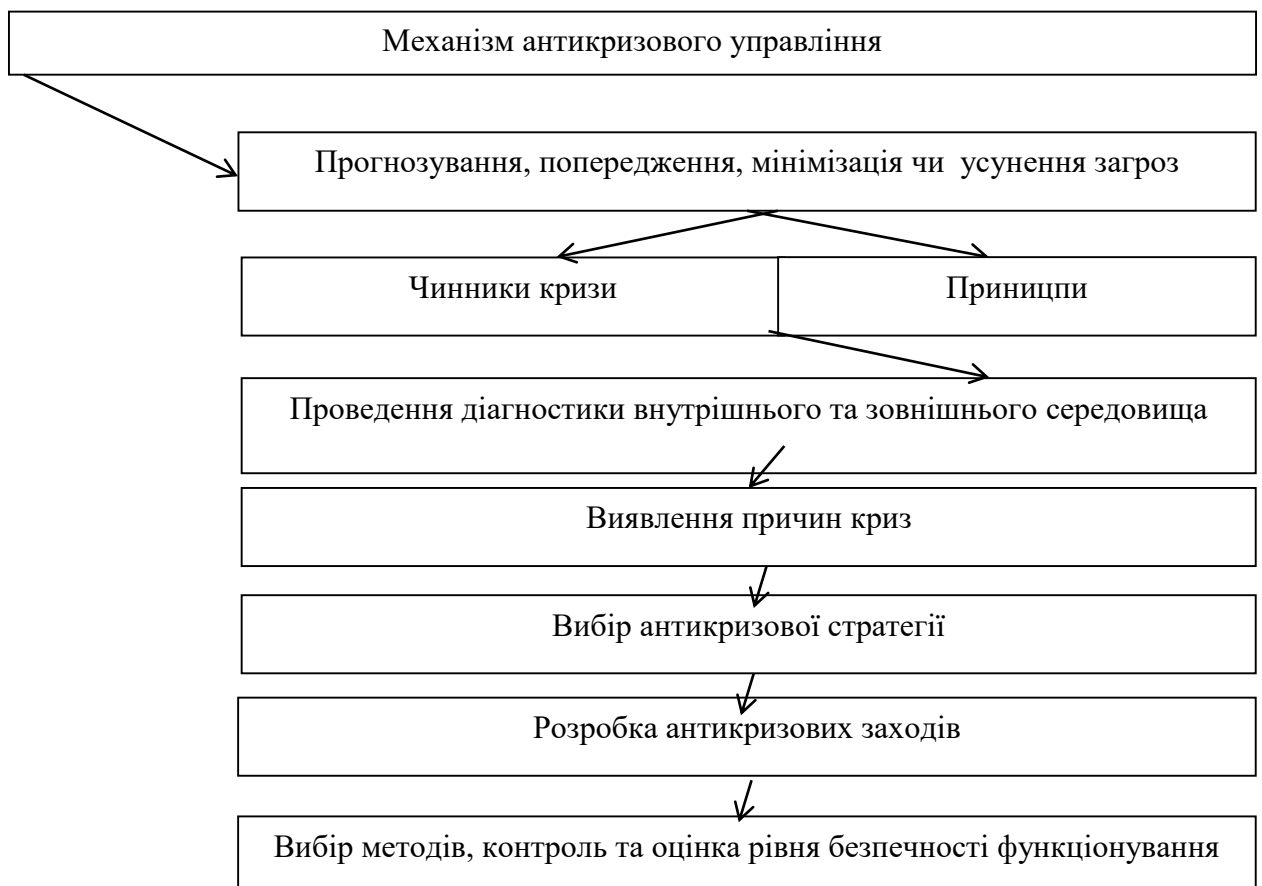 Механізм антикризового управління
Прогнозування, попередження, мінімізація чи усунення загроз
Чинники кризи
Приницпи
Проведення діагностики внутрішнього та зовнішнього середовища
Виявлення причин криз
Вибір антикризової стратегії
Розробка антикризових заходів
Вибір методів, контроль та оцінка рівня безпечності функціонування